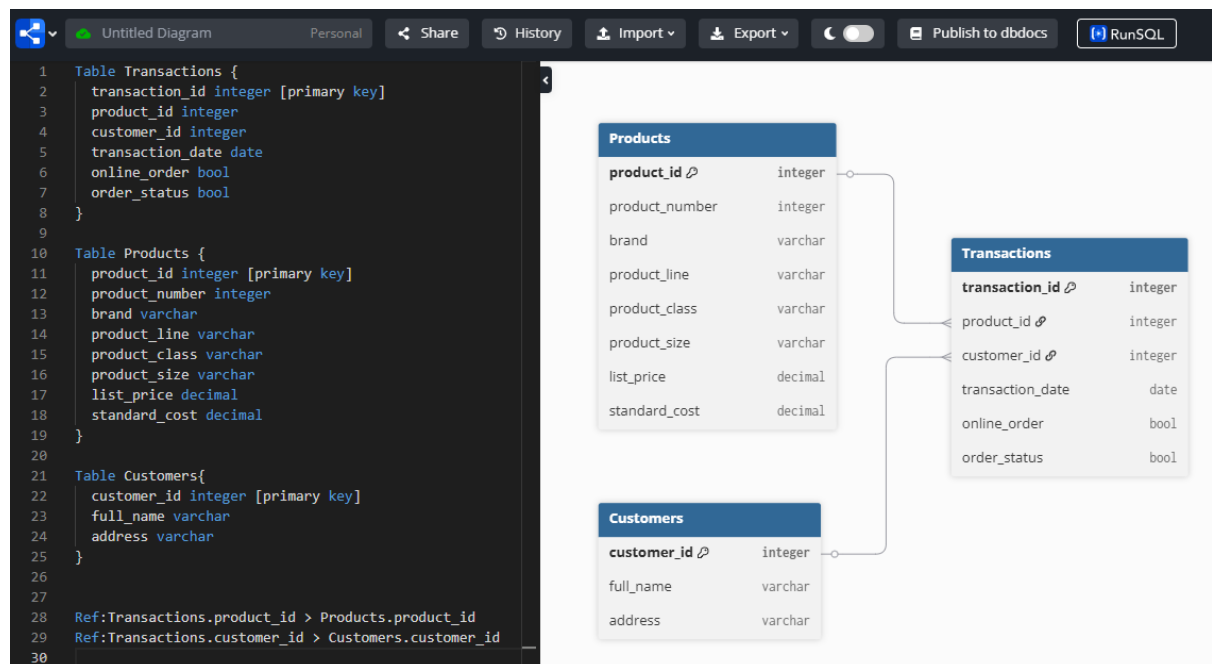 Untitled Diagram Personal Share History Import Export Publish to dbdocs RunSQL
1 Table Transactions {
2 transaction_id integer [primary key]
3 product_id integer
4 customer_id integer
5 transaction_date date
6 online_order bool
7 order_status bool
8 }
9
10 Table Products {
11 product_id integer [primary key]
12 product_number integer
13 brand varchar
14 product_line varchar
15 product_class varchar
16 product_size varchar
17 list_price decimal
18 standard_cost decimal
19 }
20
21 Table Customers{
22 customer_id integer [primary key]
23 full_name varchar
24 address varchar
25 }
26
27
28 Ref:Transactions.product_id > Products.product_id
29 Ref:Transactions.customer_id > Customers.customer_id
30
Products
product_id integer
product_number integer
brand varchar
product_line varchar
product_class varchar
product_size varchar
list_price decimal
standard_cost decimal
Transactions
transaction_id integer
product_id integer
customer_id integer
transaction_date date
online_order bool
order_status bool
Customers
customer_id integer
full_name varchar
address varchar